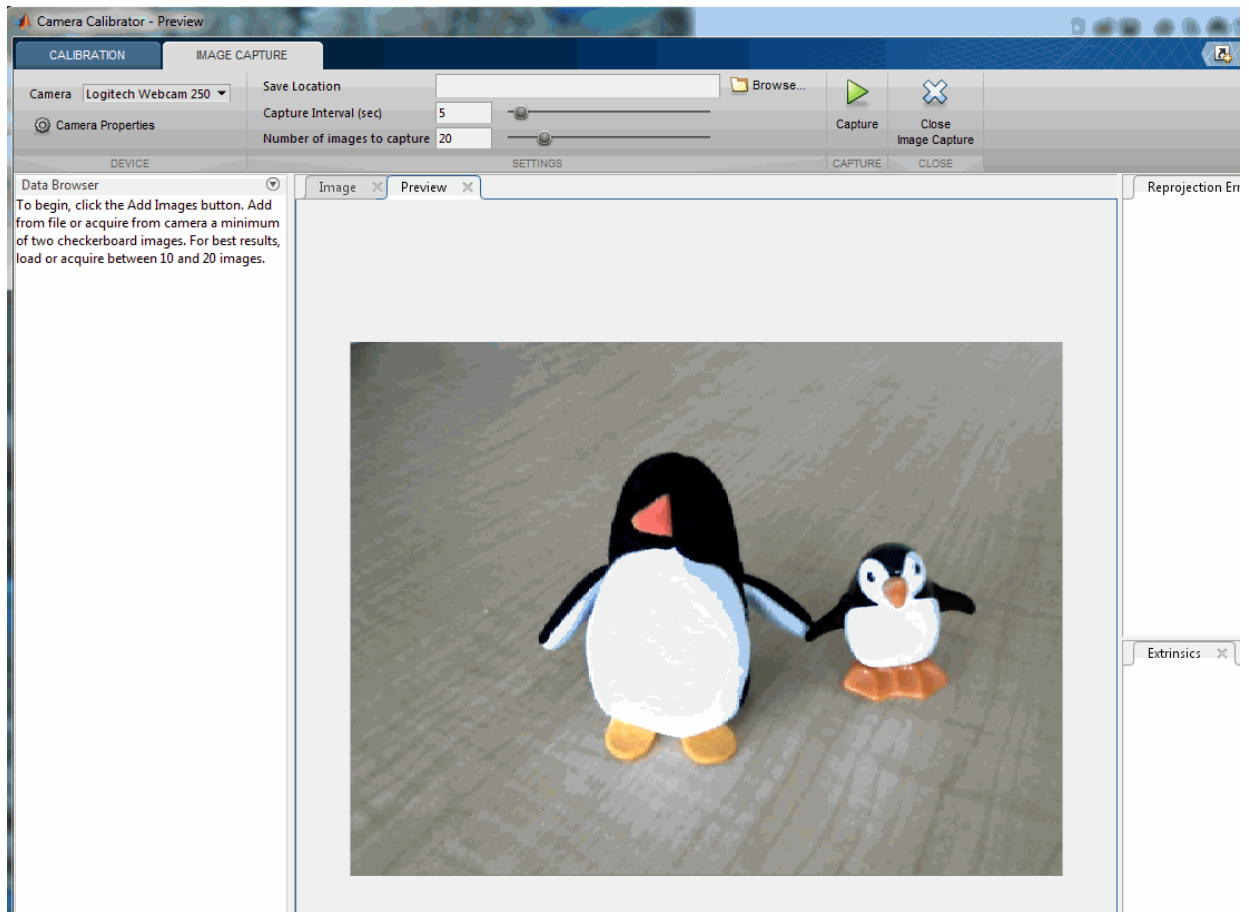 Camera Calibrator - Preview
CALIBRATION
IMAGE CAPTURE
Camera Logitech Webcam 250
Camera Properties
DEVICE
Save Location
Browse...
Capture Interval (sec) 5
Number of images to capture 20
SETTINGS
Capture
CAPTURE
Close
Image Capture
CLOSE
Data Browser
To begin, click the Add Images button. Add
from file or acquire from camera a minimum
of two checkerboard images. For best results,
load or acquire between 10 and 20 images.
Image
Preview
Reprojection Err
Extrinsics